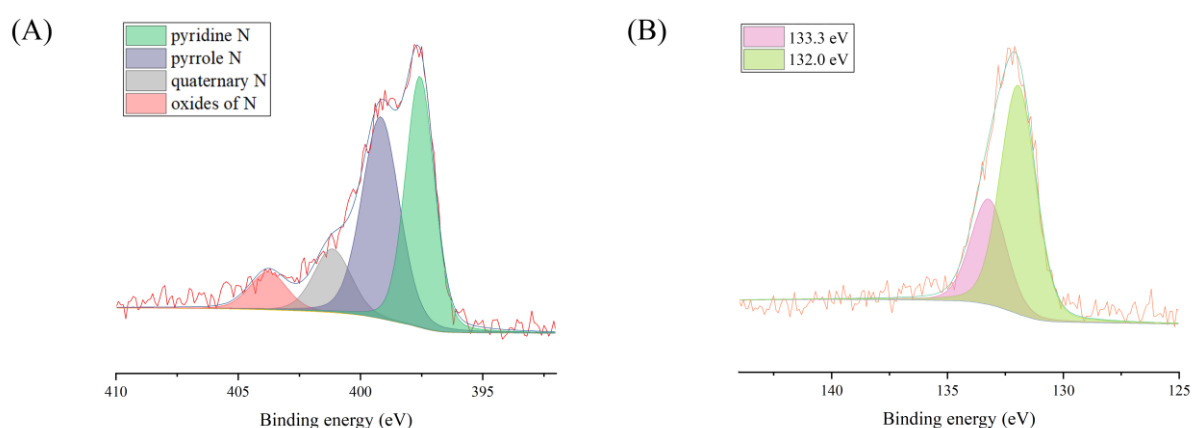 (A)
pyridine N
pyrrole N
quaternary N
oxides of N
410 405 400 395
Binding energy (eV)
(B)
133.3 eV
132.0 eV
140 135 130 125
Binding energy (eV)